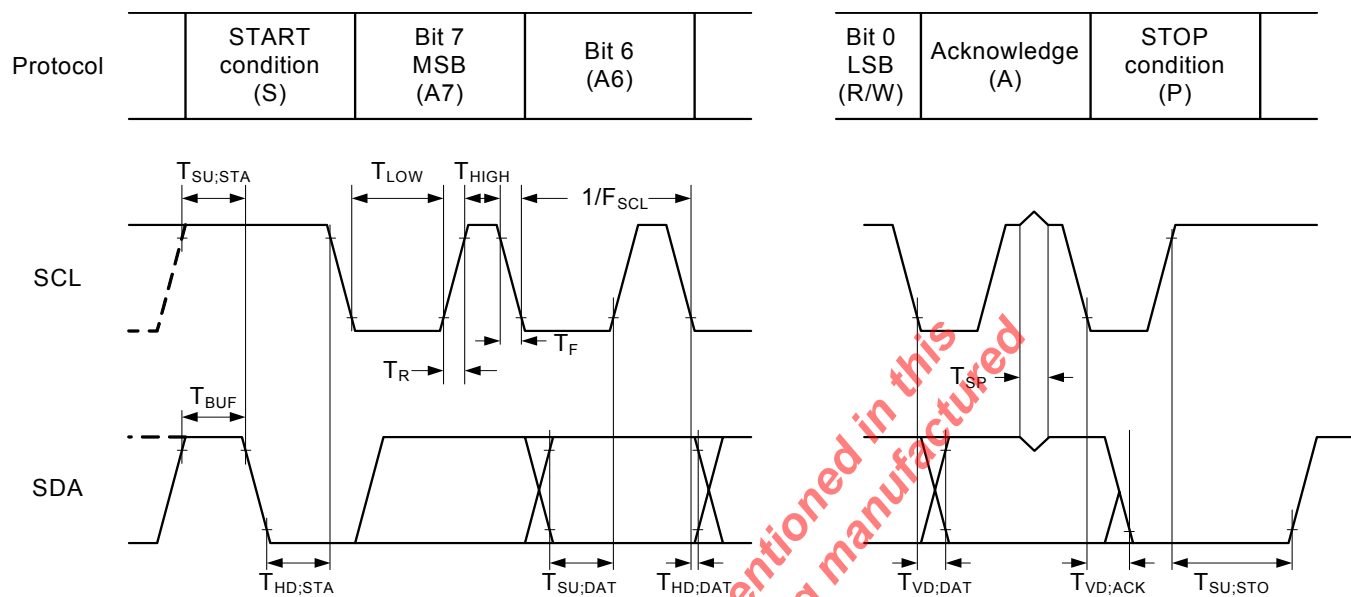 Protocol
START
condition
(S)
Bit 7
MSB
(A7)
Bit 6
(A6)
Bit 0
LSB
(R/W)
Acknowledge
(A)
STOP
condition
(P)
TSU;STA
TLOW
THIGH
1/FSCL
SCL
TF
TR
TSP
TBUF
SDA
THD;STA
TSU;DAT
THD;DAT
TVD;DAT
TVD;ACK
TSU;STO
entioned in this
g manufactured